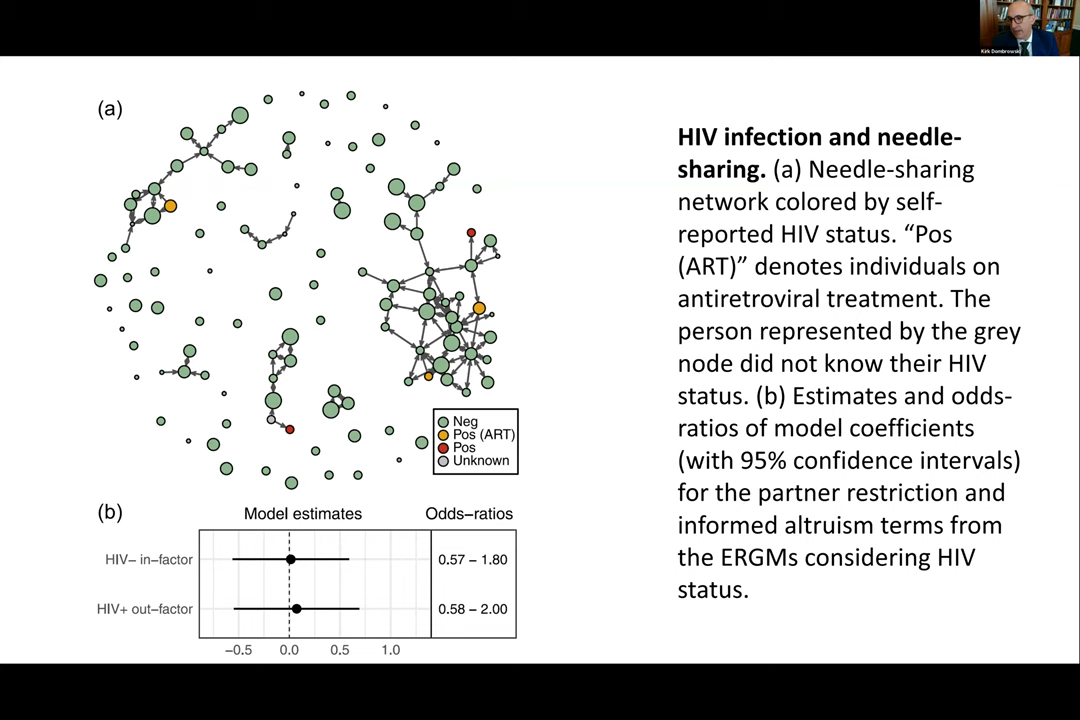 Kirk Dombrowski
(a)
HIV infection and needle-
sharing. (a) Needle-sharing
network colored by self-
reported HIV status. “Pos
(ART)” denotes individuals on
antiretroviral treatment. The
person represented by the grey
node did not know their HIV
status. (b) Estimates and odds-
ratios of model coefficients
(with 95% confidence intervals)
for the partner restriction and
informed altruism terms from
the ERGMs considering HIV
status.
Neg
Pos (ART)
Pos
Unknown
(b)
Model estimates
Odds−ratios
HIV− in−factor
0.57 − 1.80
HIV+ out−factor
0.58 − 2.00
−0.5 0.0 0.5 1.0